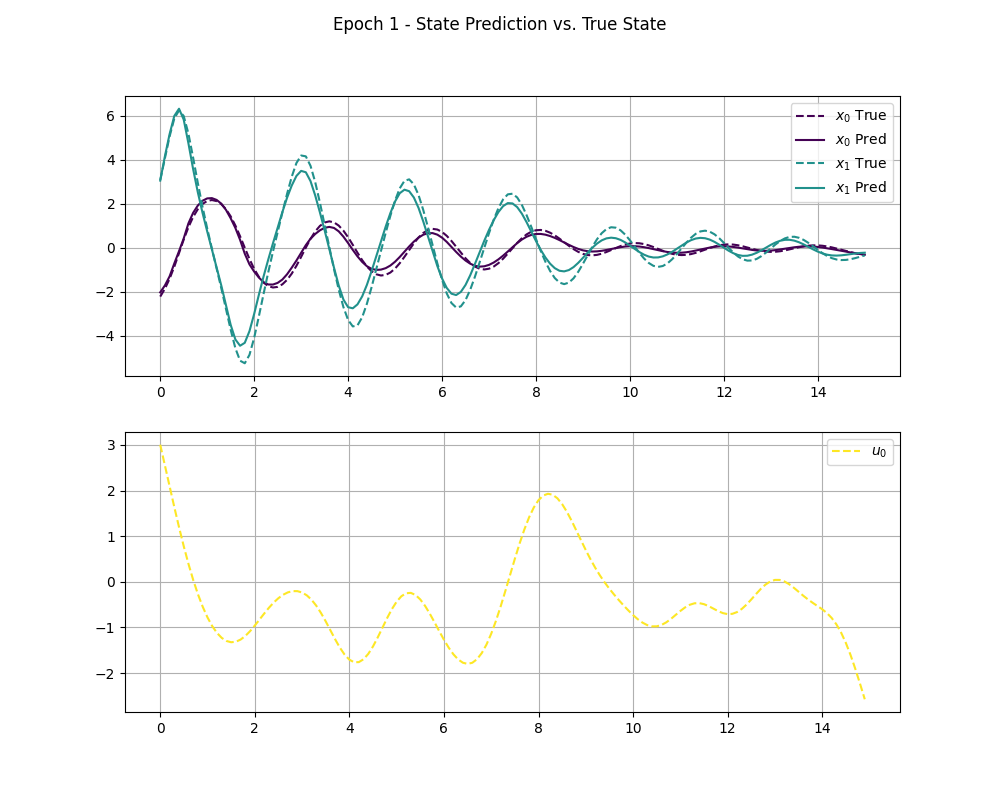 Epoch 1 - State Prediction vs. True State
6
4
2
0
−2
−4
x₀ True
x₀ Pred
x₁ True
x₁ Pred
0 2 4 6 8 10 12 14
3
2
1
0
−1
−2
u₀
0 2 4 6 8 10 12 14